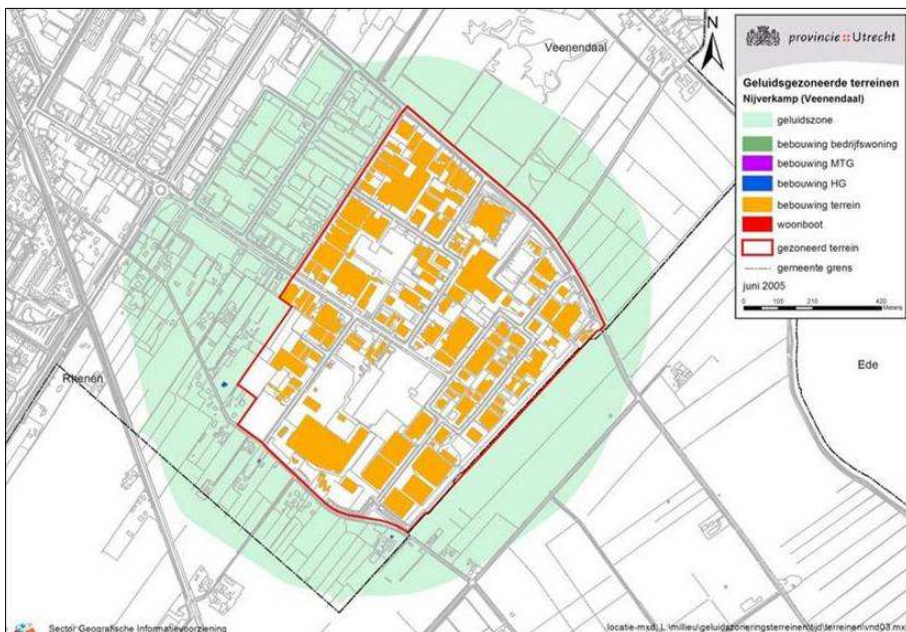 Veenendaal
N
provincie :: Utrecht
Geluidsgezoneerde terreinen
Nijverkamp (Veenendaal)
geluidszone
bebouwing bedrijfswoning
bebouwing MTG
bebouwing HG
bebouwing terrein
woonboot
gezoneerd terrein
gemeente grens
juni 2005
0 105 210 420
Meters
Rhenen
Ede
Sector Geografische Informatievoorziening